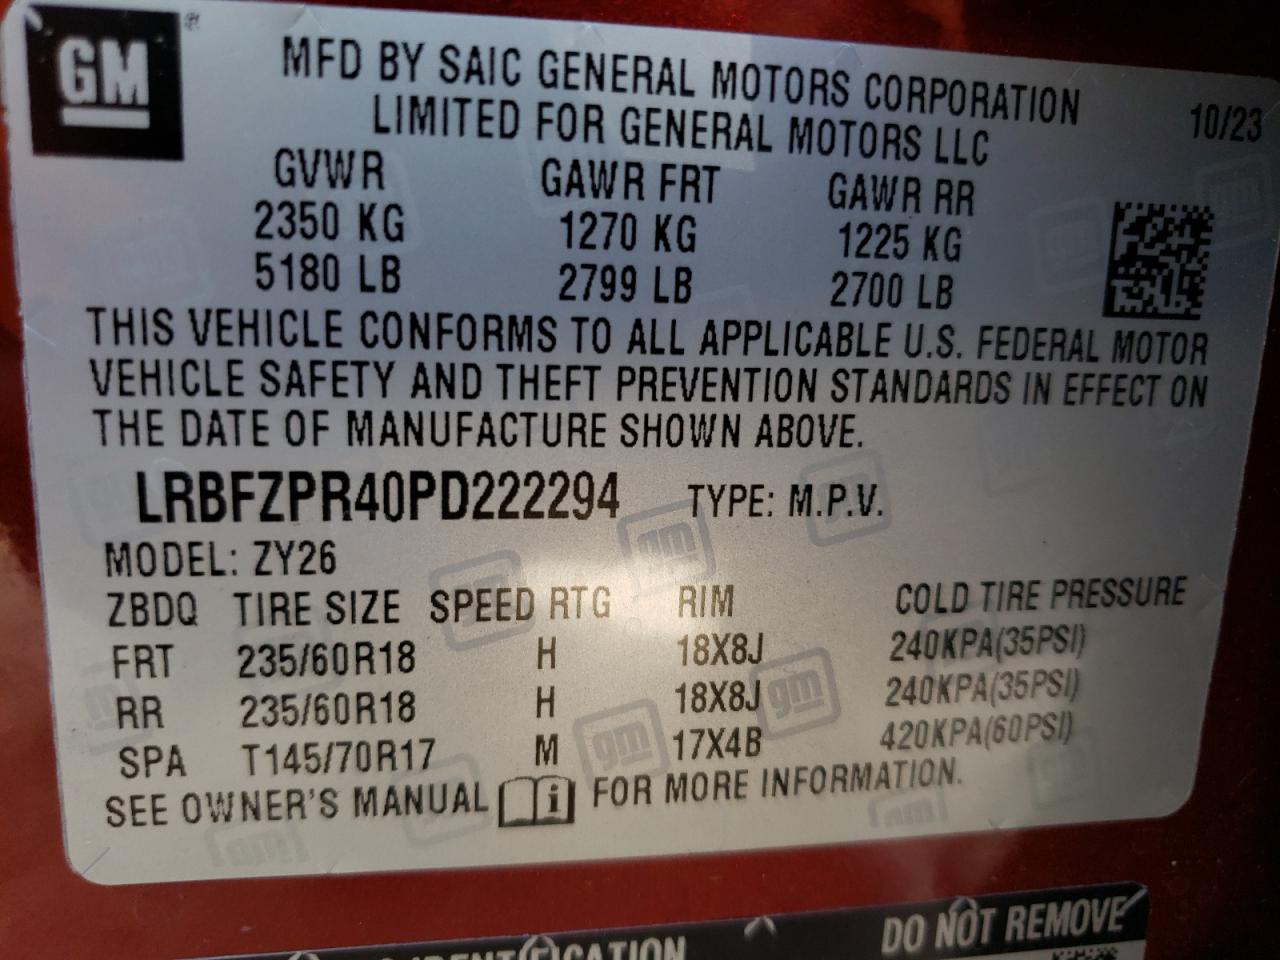 GM ®
MFD BY SAIC GENERAL MOTORS CORPORATION
LIMITED FOR GENERAL MOTORS LLC 10/23
GVWR GAWR FRT GAWR RR
2350 KG 1270 KG 1225 KG
5180 LB 2799 LB 2700 LB
THIS VEHICLE CONFORMS TO ALL APPLICABLE U.S. FEDERAL MOTOR
VEHICLE SAFETY AND THEFT PREVENTION STANDARDS IN EFFECT ON
THE DATE OF MANUFACTURE SHOWN ABOVE.
LRBFZPR40PD222294 TYPE: M.P.V.
MODEL: ZY26
ZBDQ TIRE SIZE SPEED RTG RIM COLD TIRE PRESSURE
FRT 235/60R18 H 18X8J 240KPA(35PSI)
RR 235/60R18 H 18X8J 240KPA(35PSI)
SPA T145/70R17 M 17X4B 420KPA(60PSI)
SEE OWNER'S MANUAL i FOR MORE INFORMATION.
DO NOT REMOVE